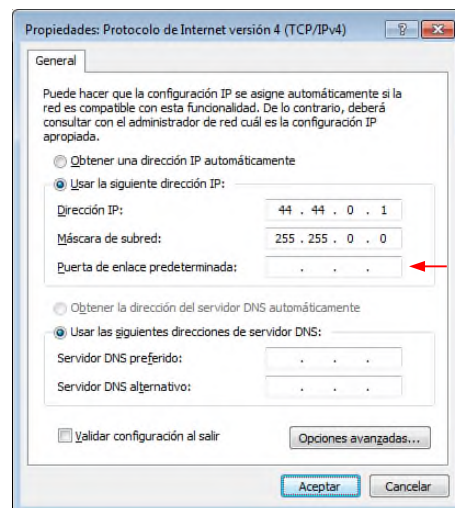 Propiedades: Protocolo de Internet versión 4 (TCP/IPv4)
General
Puede hacer que la configuración IP se asigne automáticamente si la
red es compatible con esta funcionalidad. De lo contrario, deberá
consultar con el administrador de red cuál es la configuración IP
apropiada.
Obtener una dirección IP automáticamente
Usar la siguiente dirección IP:
Dirección IP: 44 . 44 . 0 . 1
Máscara de subred: 255 . 255 . 0 . 0
Puerta de enlace predeterminada: . . .
Obtener la dirección del servidor DNS automáticamente
Usar las siguientes direcciones de servidor DNS:
Servidor DNS preferido: . . .
Servidor DNS alternativo: . . .
Validar configuración al salir
Opciones avanzadas...
Aceptar
Cancelar